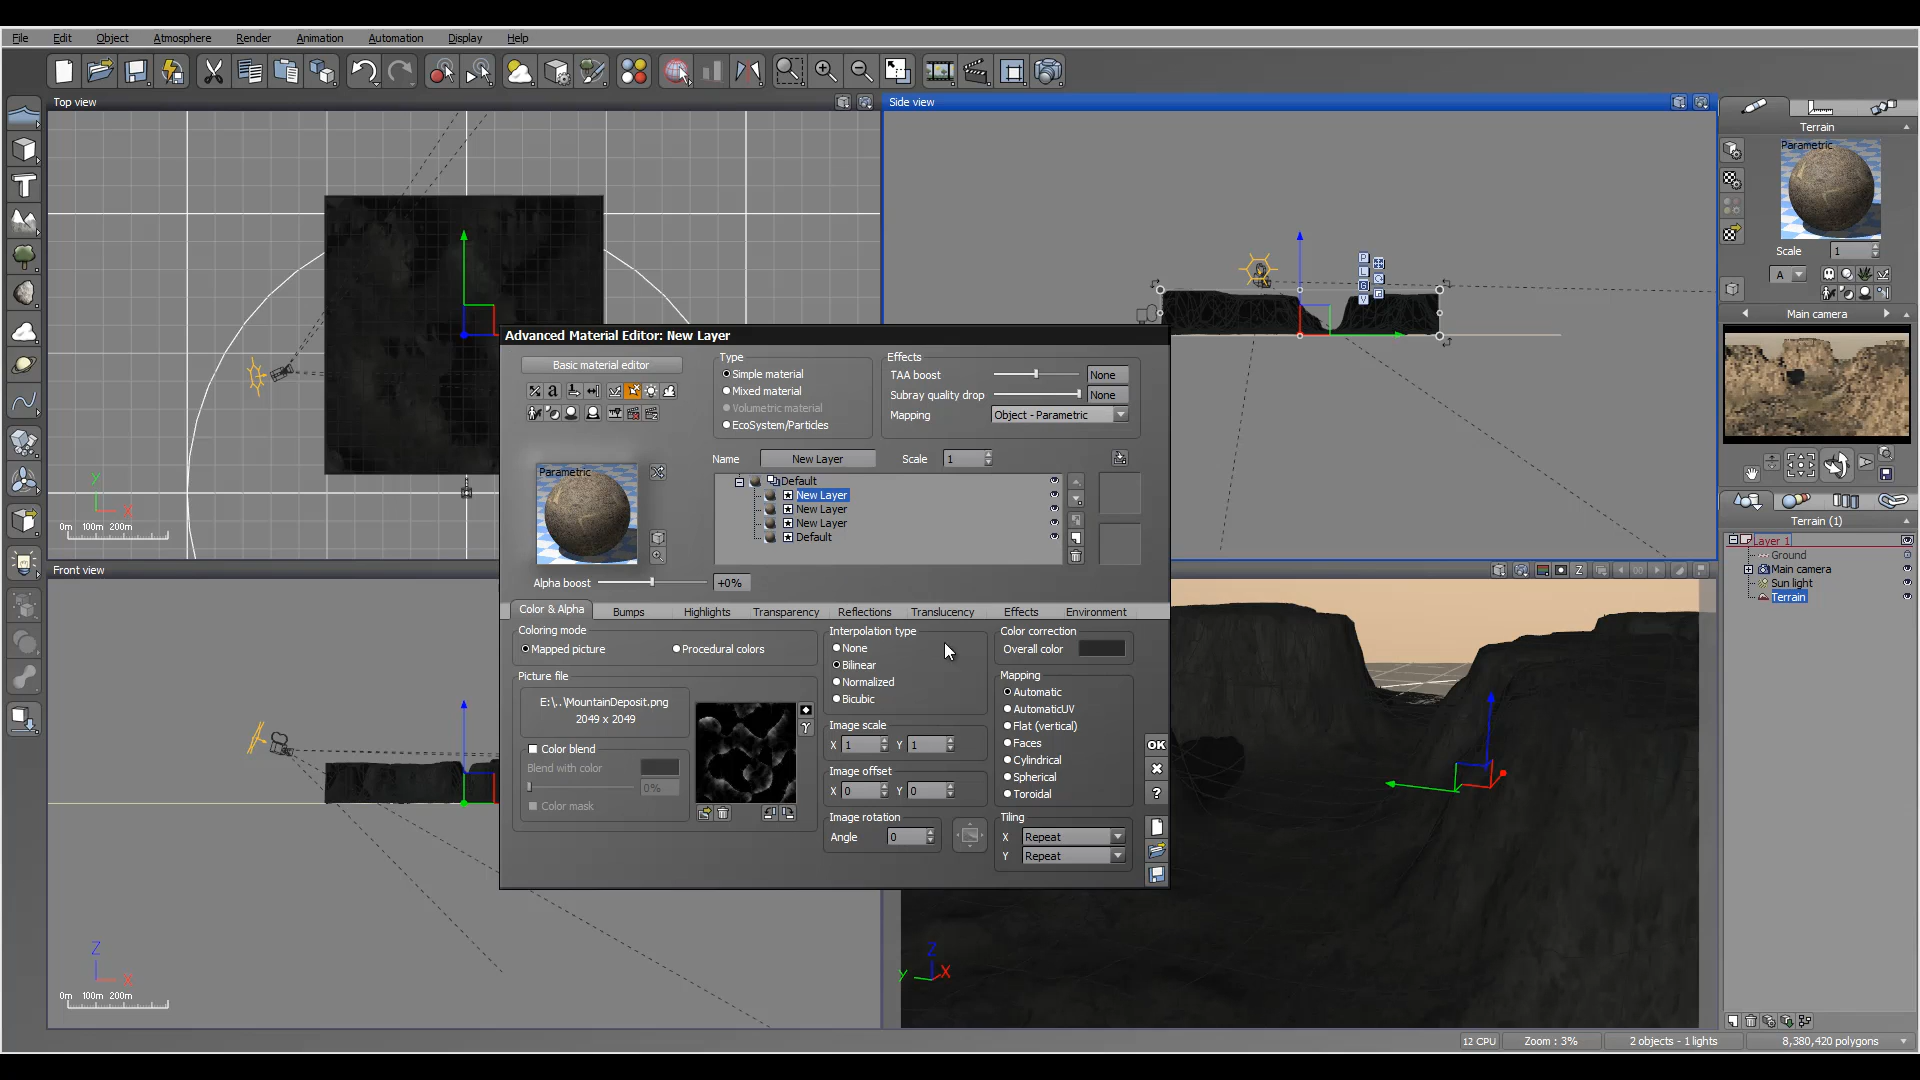 File Edit Object Atmosphere Render Animation Automation Display Help
Top view
Side view
Terrain
Parametric
Scale 1
A
Main camera
Terrain (1)
Layer 1
Ground
Main camera
Sun light
Terrain
P
L
G
V
Y
X
0m 100m 200m
Front view
Z
X
0m 100m 200m
Advanced Material Editor: New Layer
Basic material editor
Type
Simple material
Mixed material
Volumetric material
EcoSystem/Particles
Effects
TAA boost None
Subray quality drop None
Mapping Object - Parametric
Name New Layer Scale 1
Parametric
Default
New Layer
New Layer
New Layer
Default
Alpha boost +0%
Color & Alpha Bumps Highlights Transparency Reflections Translucency Effects Environment
Coloring mode
Mapped picture Procedural colors
Picture file
E:\..\MountainDeposit.png
2049 x 2049
Color blend
Blend with color
0%
Color mask
Interpolation type
None
Bilinear
Normalized
Bicubic
Image scale
X 1 Y 1
Image offset
X 0 Y 0
Image rotation
Angle 0
Color correction
Overall color
Mapping
Automatic
AutomaticUV
Flat (vertical)
Faces
Cylindrical
Spherical
Toroidal
Tiling
X Repeat
Y Repeat
OK
?
Z
Z
Y X
12 CPU Zoom : 3% 2 objects - 1 lights 8,380,420 polygons